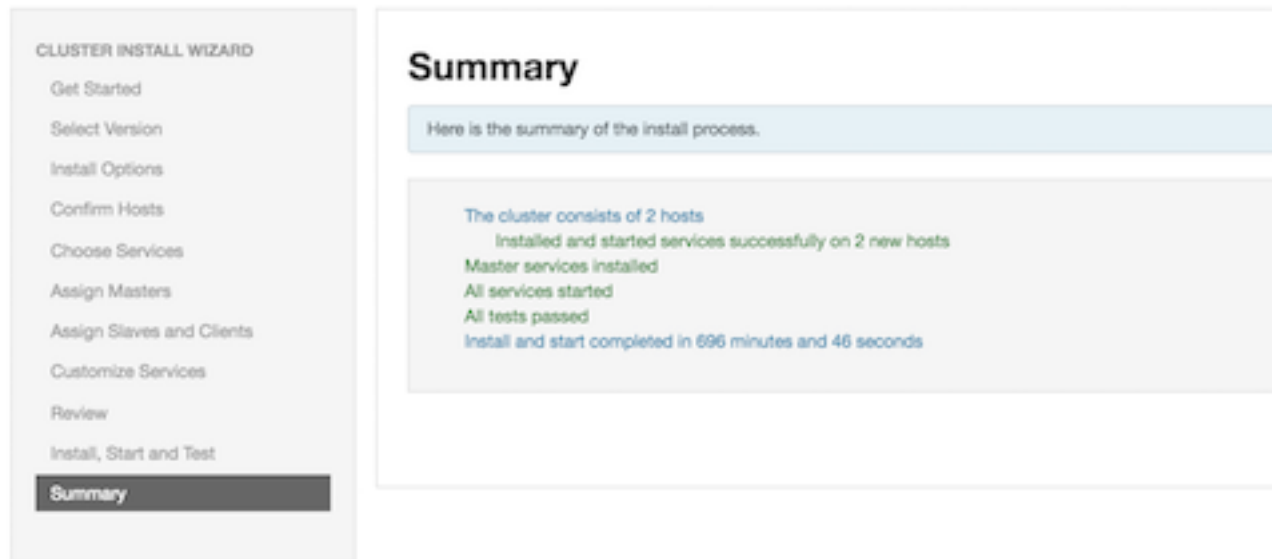 CLUSTER INSTALL WIZARD
Get Started
Select Version
Install Options
Confirm Hosts
Choose Services
Assign Masters
Assign Slaves and Clients
Customize Services
Review
Install, Start and Test
Summary
Summary
Here is the summary of the install process.
The cluster consists of 2 hosts
Installed and started services successfully on 2 new hosts
Master services installed
All services started
All tests passed
Install and start completed in 696 minutes and 46 seconds